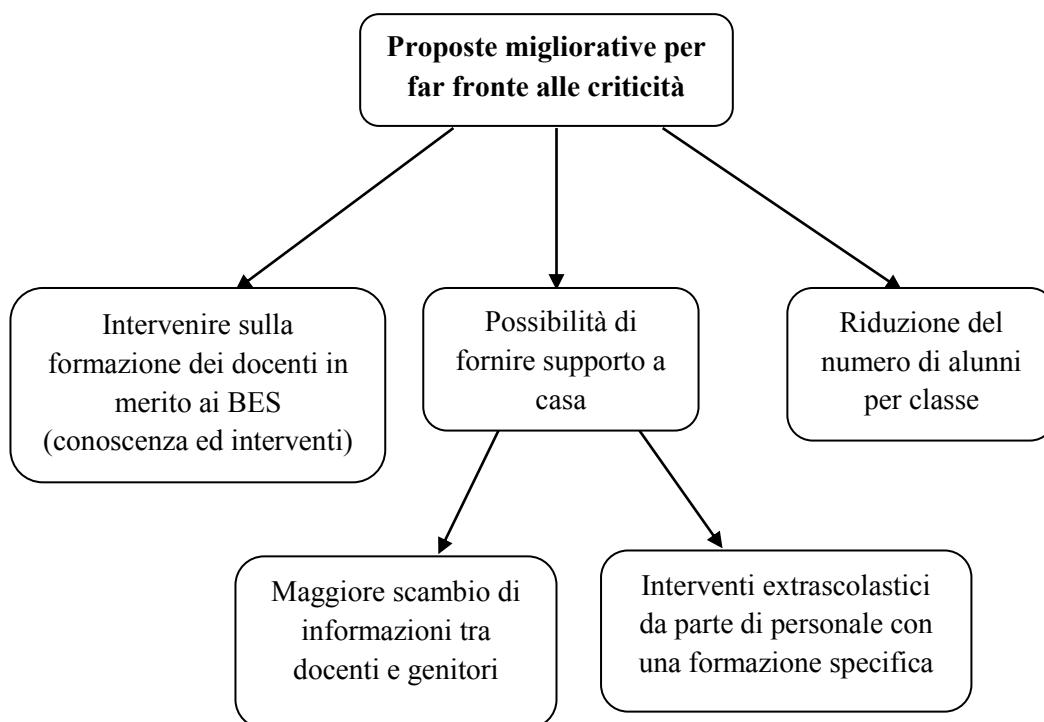 Proposte migliorative per
far fronte alle criticità
Intervenire sulla
formazione dei docenti in
merito ai BES
(conoscenza ed interventi)
Possibilità di
fornire supporto a
casa
Riduzione del
numero di alunni
per classe
Maggiore scambio di
informazioni tra
docenti e genitori
Interventi extrascolastici
da parte di personale con
una formazione specifica